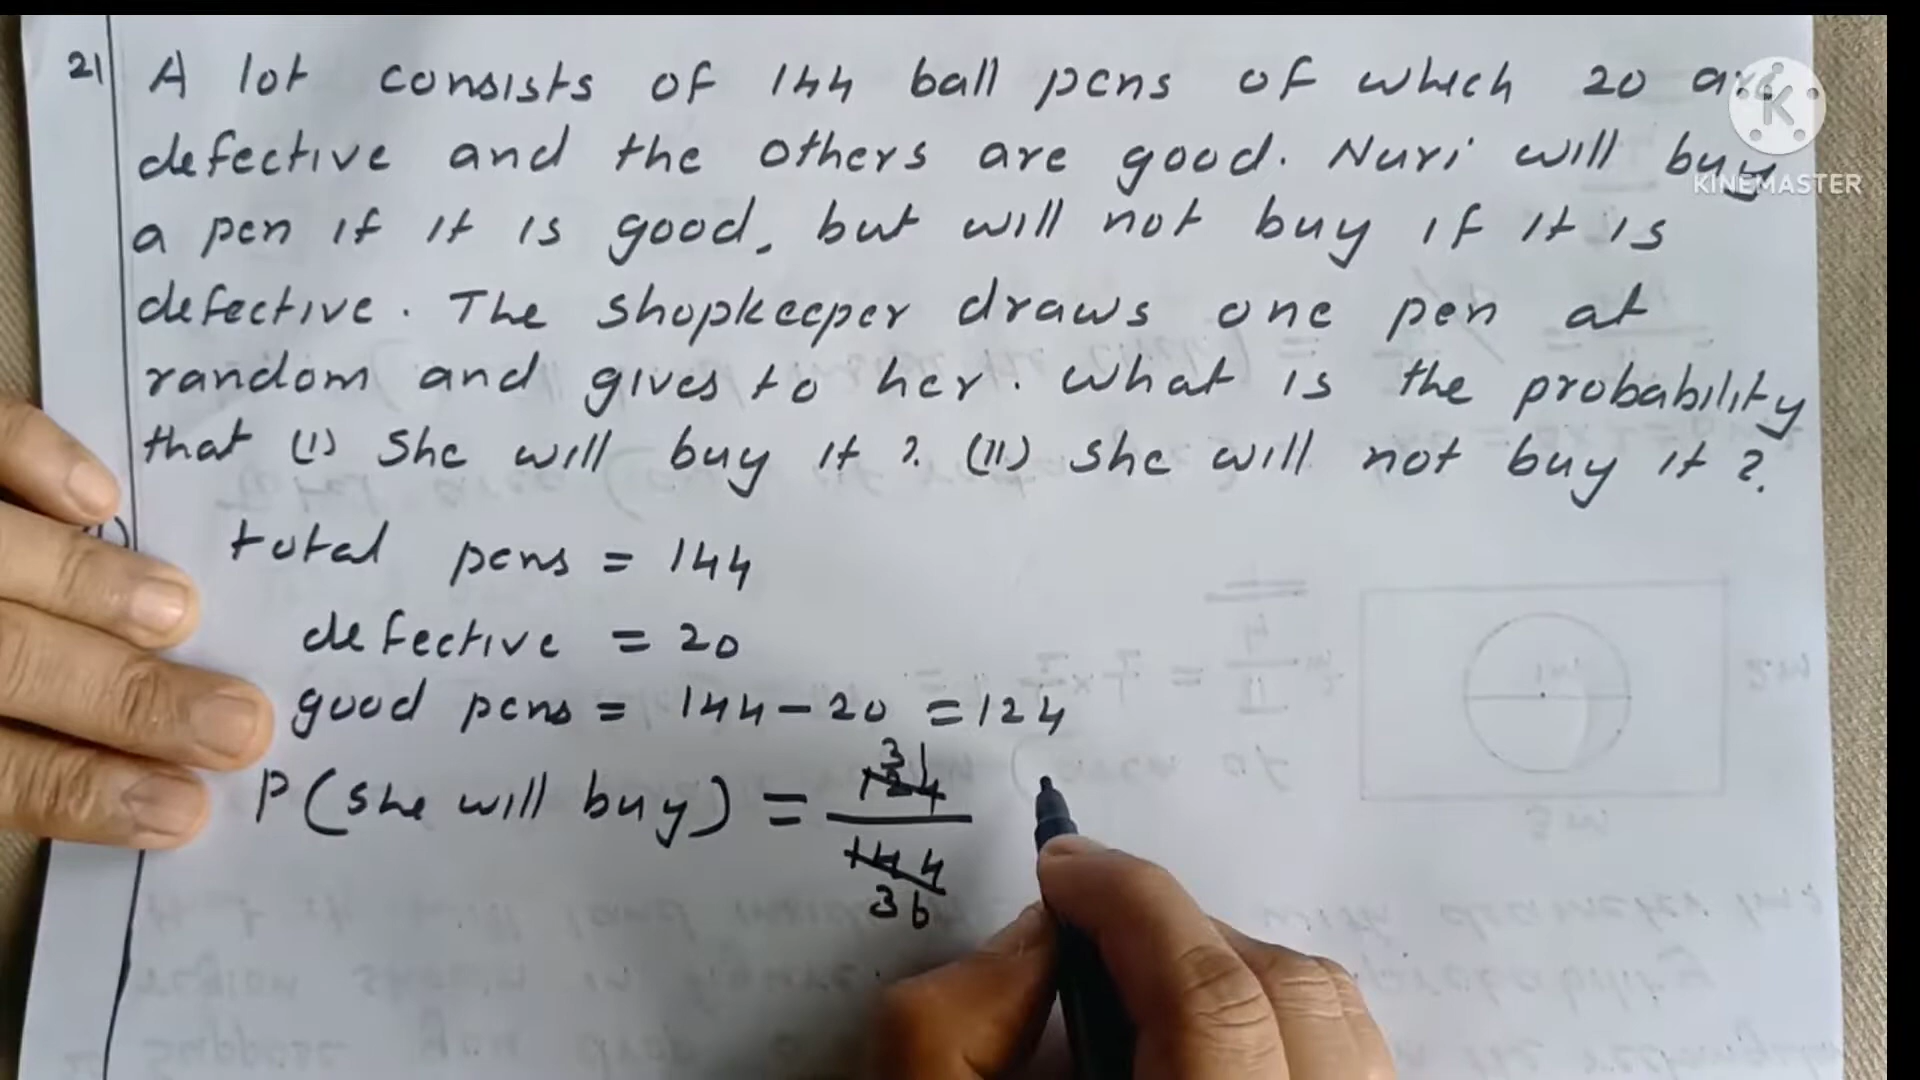 21 A lot consists of 144 ball pens of which 20 are
defective and the others are good. Nuri will buy
a pen if it is good, but will not buy if it is
defective. The shopkeeper draws one pen at
random and gives to her. What is the probability
that (i) She will buy it ? (ii) she will not buy it ?
total pens = 144
defective = 20
good pens = 144 - 20 = 124
31
P(she will buy) = 124
144
36
K
KINEMASTER